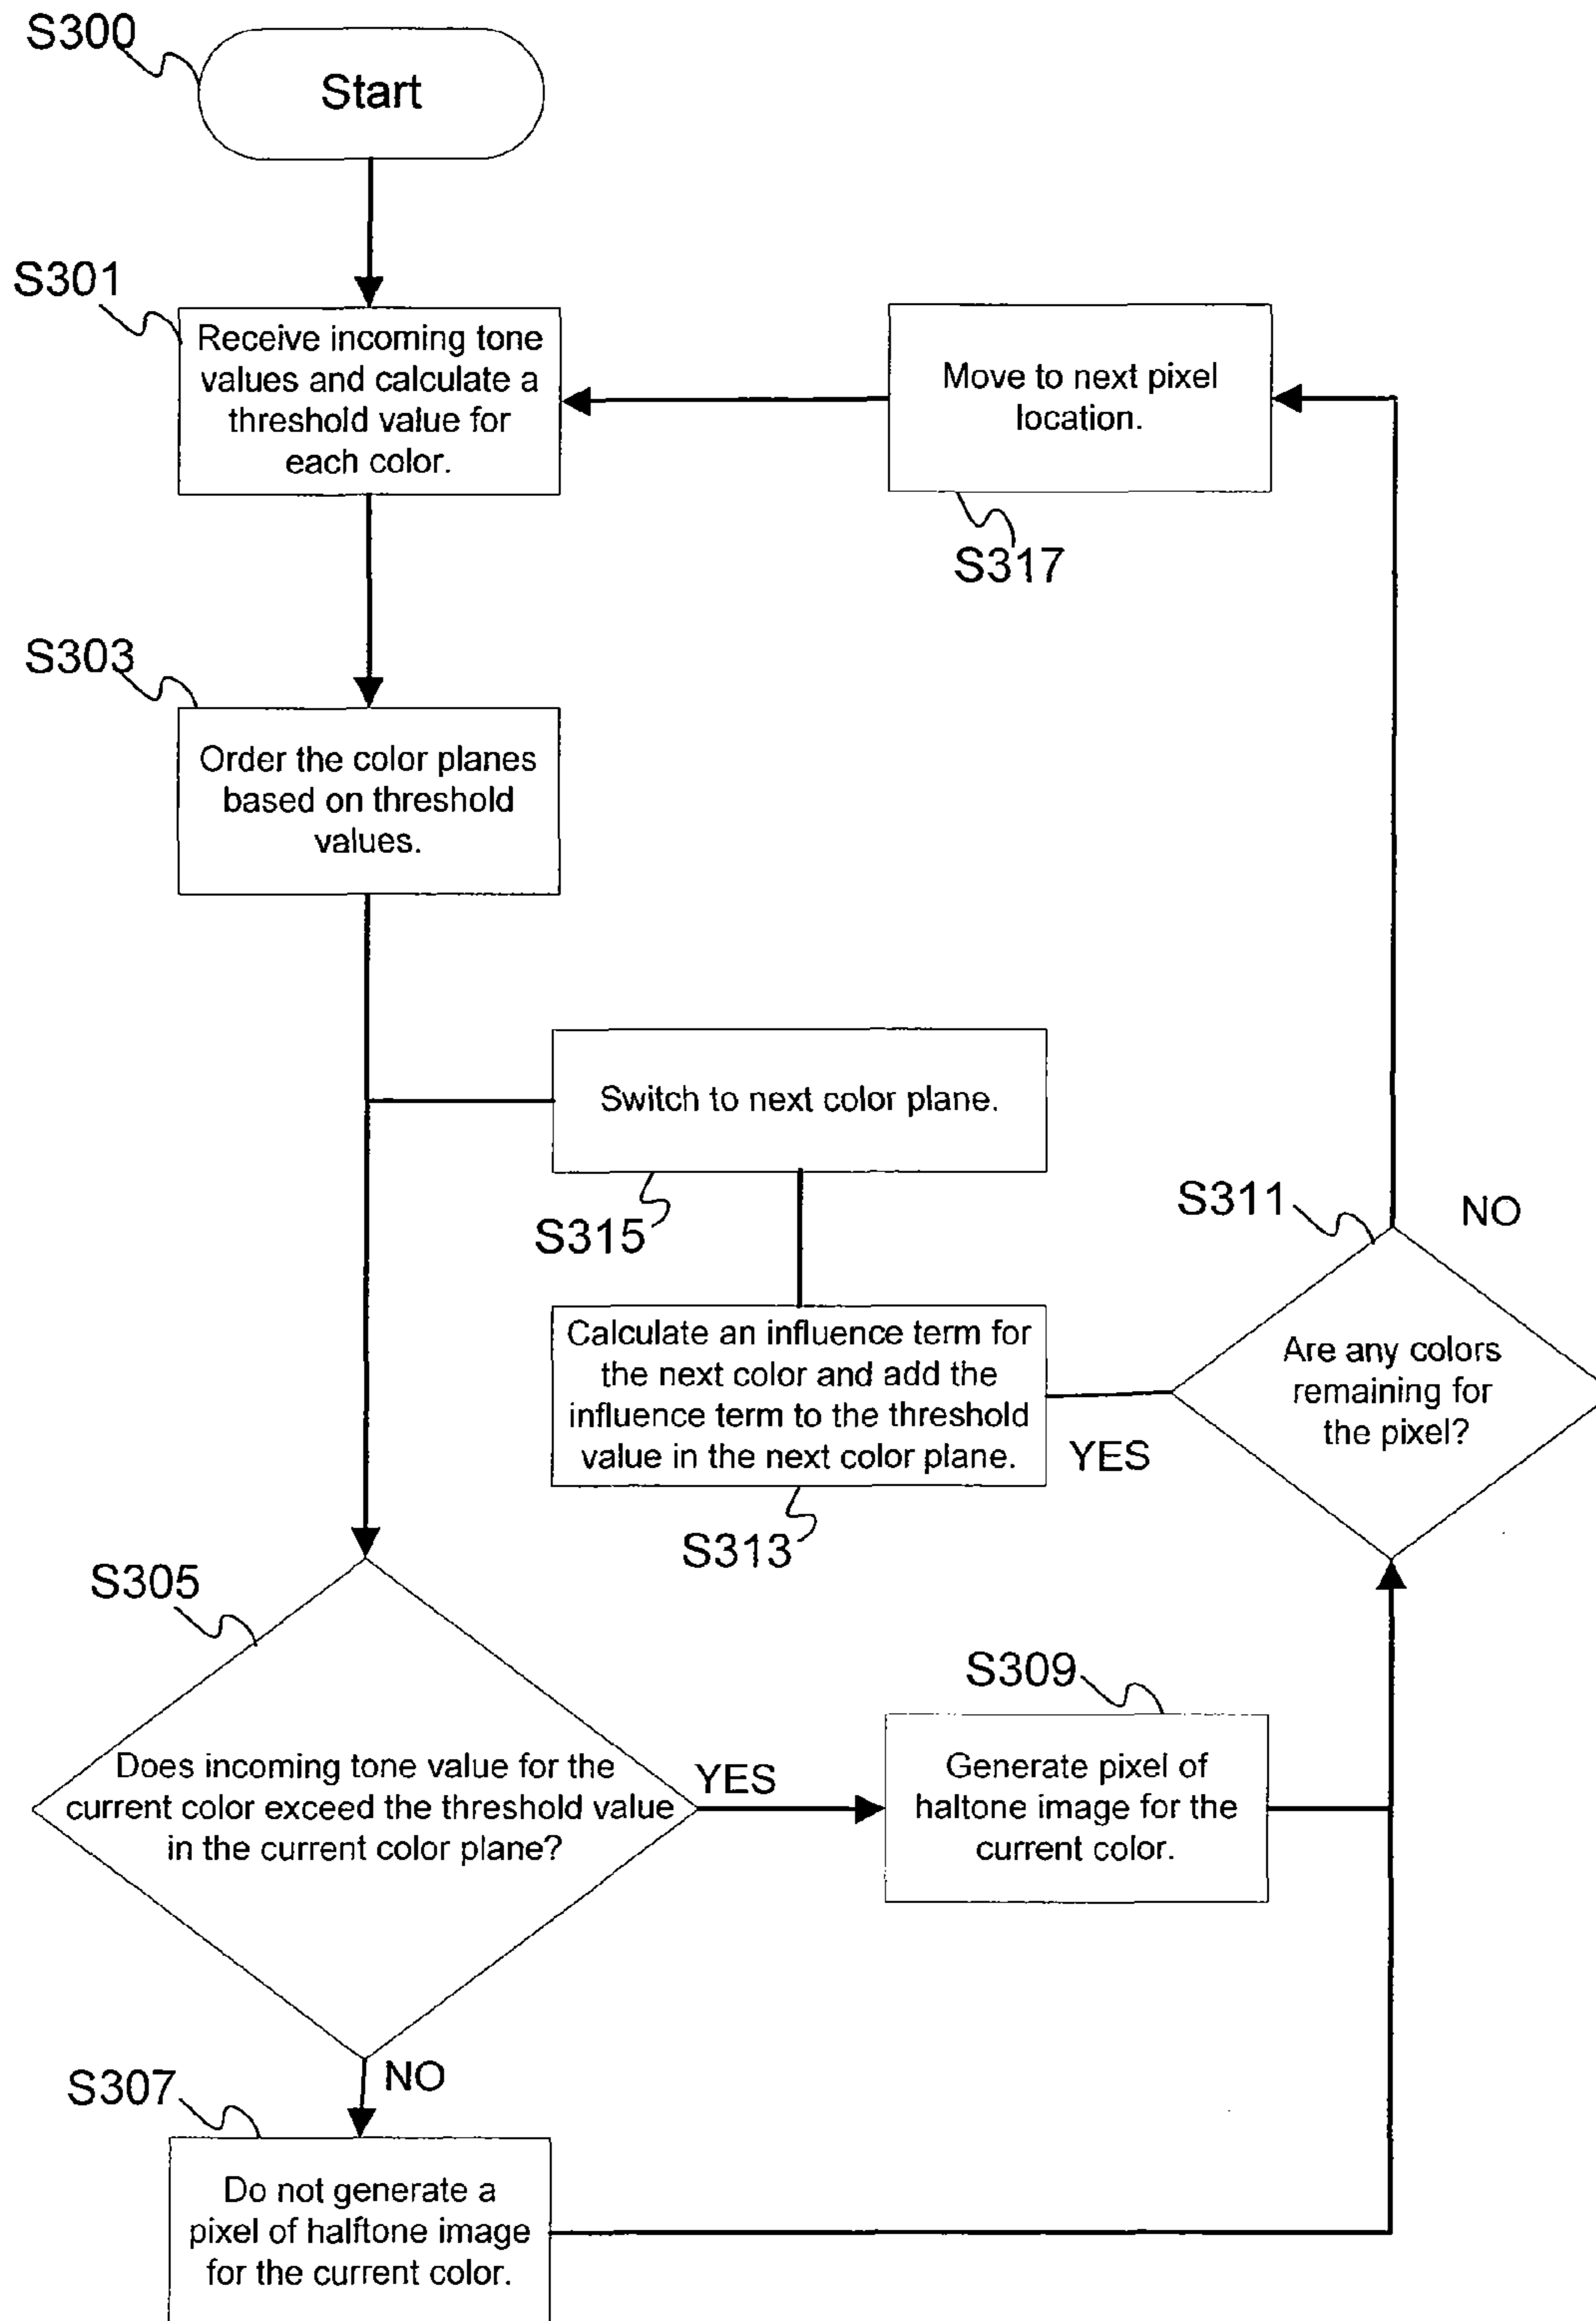 S300
Start
S301
Receive incoming tone
values and calculate a
threshold value for
each color.
Move to next pixel
location.
S317
S303
Order the color planes
based on threshold
values.
Switch to next color plane.
S315
S311
NO
Calculate an influence term for
the next color and add the
influence term to the threshold
value in the next color plane.
Are any colors
remaining for
the pixel?
YES
S313
S305
Does incoming tone value for the
current color exceed the threshold value
in the current color plane?
YES
S309
Generate pixel of
haltone image for the
current color.
NO
S307
Do not generate a
pixel of halftone image
for the current color.